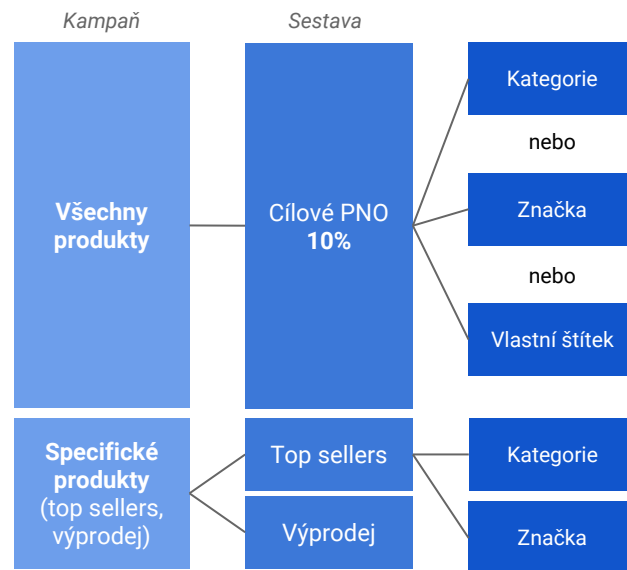 Kampaň
Sestava
Všechny
produkty
Cílové PNO
10%
Kategorie
nebo
Značka
nebo
Vlastní štítek
Specifické
produkty
(top sellers,
výprodej)
Top sellers
Výprodej
Kategorie
Značka